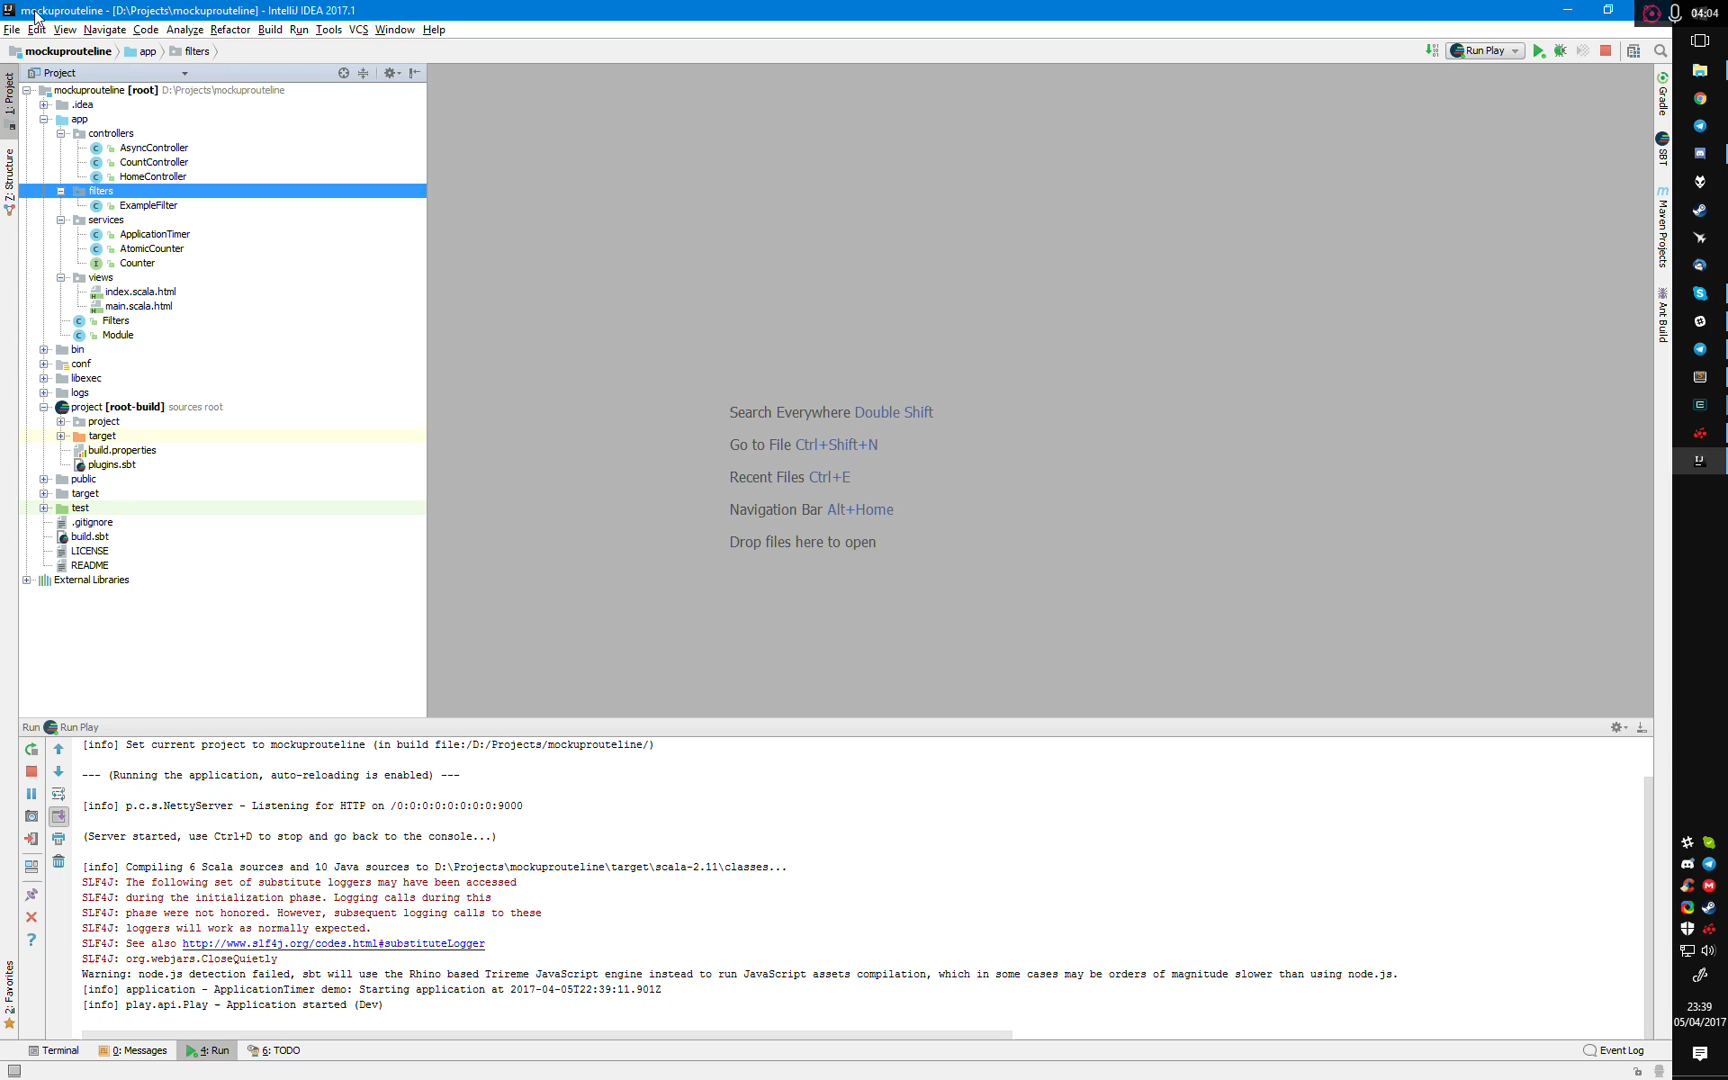 mockuprouteline - [D:\Projects\mockuprouteline] - IntelliJ IDEA 2017.1
04:04
File Edit View Navigate Code Analyze Refactor Build Run Tools VCS Window Help
mockuprouteline app filters
Run Play
Project
1: Project
Z: Structure
2: Favorites
mockuprouteline [root] D:\Projects\mockuprouteline
.idea
app
controllers
AsyncController
CountController
HomeController
filters
ExampleFilter
services
ApplicationTimer
AtomicCounter
Counter
views
index.scala.html
main.scala.html
Filters
Module
bin
conf
libexec
logs
project [root-build] sources root
project
target
build.properties
plugins.sbt
public
target
test
.gitignore
build.sbt
LICENSE
README
External Libraries
Search Everywhere Double Shift
Go to File Ctrl+Shift+N
Recent Files Ctrl+E
Navigation Bar Alt+Home
Drop files here to open
Gradle
SBT
Maven Projects
Ant Build
Run Run Play
[info] Set current project to mockuprouteline (in build file:/D:/Projects/mockuprouteline/)
--- (Running the application, auto-reloading is enabled) ---
[info] p.c.s.NettyServer - Listening for HTTP on /0:0:0:0:0:0:0:0:9000
(Server started, use Ctrl+D to stop and go back to the console...)
[info] Compiling 6 Scala sources and 10 Java sources to D:\Projects\mockuprouteline\target\scala-2.11\classes...
SLF4J: The following set of substitute loggers may have been accessed
SLF4J: during the initialization phase. Logging calls during this
SLF4J: phase were not honored. However, subsequent logging calls to these
SLF4J: loggers will work as normally expected.
SLF4J: See also http://www.slf4j.org/codes.html#substituteLogger
SLF4J: org.webjars.CloseQuietly
Warning: node.js detection failed, sbt will use the Rhino based Trireme JavaScript engine instead to run JavaScript assets compilation, which in some cases may be orders of magnitude slower than using node.js.
[info] application - ApplicationTimer demo: Starting application at 2017-04-05T22:39:11.901Z
[info] play.api.Play - Application started (Dev)
Terminal 0: Messages 4: Run 6: TODO
Event Log
23:39
05/04/2017